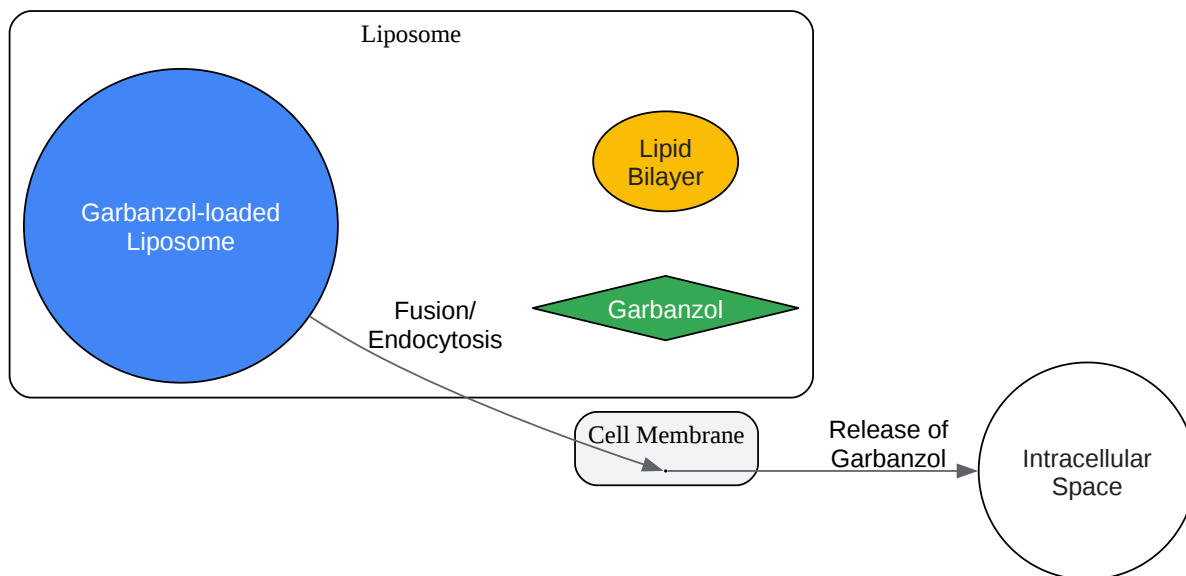 Liposome
Garbanzol-loaded
Liposome
Lipid
Bilayer
Garbanzol
Fusion/
Endocytosis
Cell Membrane
Release of
Garbanzol
Intracellular
Space